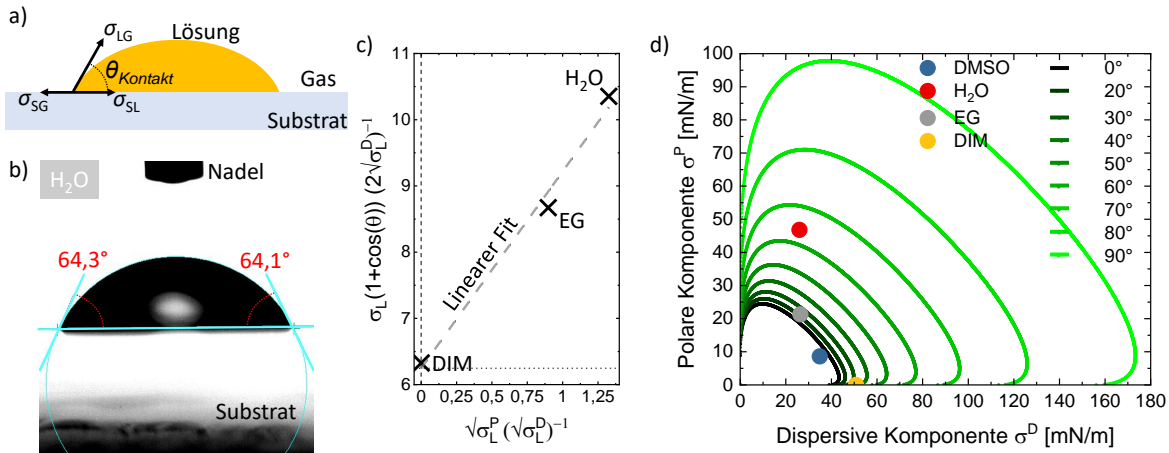 a)
σLG
Lösung
θKontakt
Gas
σSG
σSL
Substrat
b)
H₂O
Nadel
64,3°
64,1°
Substrat
c)
σL(1+cos(θ)) (2√σLᴰ)⁻¹
11
10
9
8
7
6
H₂O
EG
Linearer Fit
DIM
0 0,25 0,5 0,75 1 1,25
√σLᴾ (√σLᴰ)⁻¹
d)
Polare Komponente σᴾ [mN/m]
100
90
80
70
60
50
40
30
20
10
0
DMSO
H₂O
EG
DIM
0°
20°
30°
40°
50°
60°
70°
80°
90°
0 20 40 60 80 100 120 140 160 180
Dispersive Komponente σᴰ [mN/m]